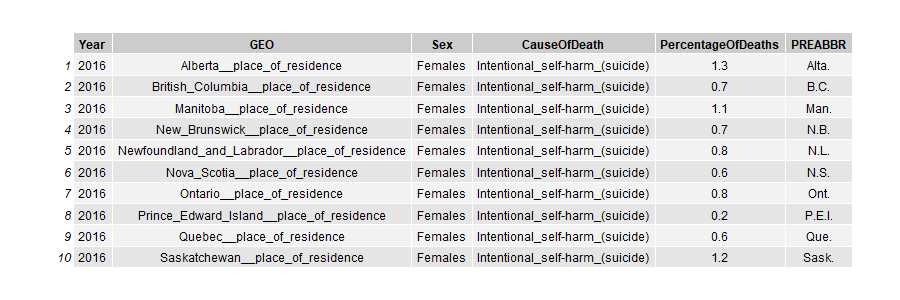 Year GEO Sex CauseOfDeath PercentageOfDeaths PREABBR
1 2016 Alberta__place_of_residence Females Intentional_self-harm_(suicide) 1.3 Alta.
2 2016 British_Columbia__place_of_residence Females Intentional_self-harm_(suicide) 0.7 B.C.
3 2016 Manitoba__place_of_residence Females Intentional_self-harm_(suicide) 1.1 Man.
4 2016 New_Brunswick__place_of_residence Females Intentional_self-harm_(suicide) 0.7 N.B.
5 2016 Newfoundland_and_Labrador__place_of_residence Females Intentional_self-harm_(suicide) 0.8 N.L.
6 2016 Nova_Scotia__place_of_residence Females Intentional_self-harm_(suicide) 0.6 N.S.
7 2016 Ontario__place_of_residence Females Intentional_self-harm_(suicide) 0.8 Ont.
8 2016 Prince_Edward_Island__place_of_residence Females Intentional_self-harm_(suicide) 0.2 P.E.I.
9 2016 Quebec__place_of_residence Females Intentional_self-harm_(suicide) 0.6 Que.
10 2016 Saskatchewan__place_of_residence Females Intentional_self-harm_(suicide) 1.2 Sask.